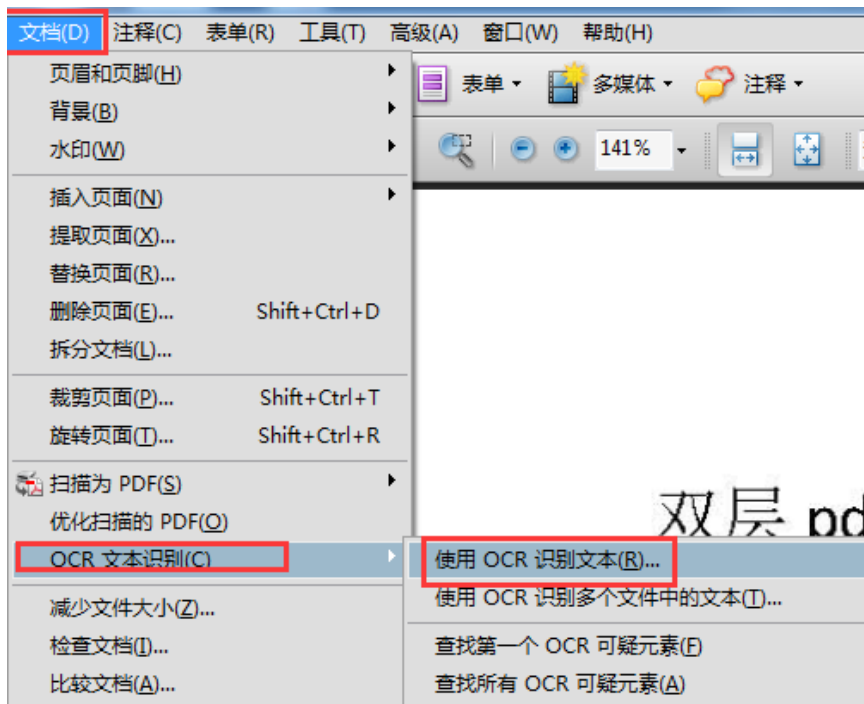 文档(D) 注释(C) 表单(R) 工具(T) 高级(A) 窗口(W) 帮助(H)
页眉和页脚(H)
表单 多媒体 注释
背景(B)
水印(W)
141%
插入页面(N)
提取页面(X)...
替换页面(R)...
删除页面(E)... Shift+Ctrl+D
拆分文档(L)...
裁剪页面(P)... Shift+Ctrl+T
旋转页面(T)... Shift+Ctrl+R
扫描为 PDF(S)
优化扫描的 PDF(O)
双层 pd
OCR 文本识别(C)
使用 OCR 识别文本(R)...
使用 OCR 识别多个文件中的文本(T)...
减少文件大小(Z)...
检查文档(I)...
查找第一个 OCR 可疑元素(F)
比较文档(A)...
查找所有 OCR 可疑元素(A)